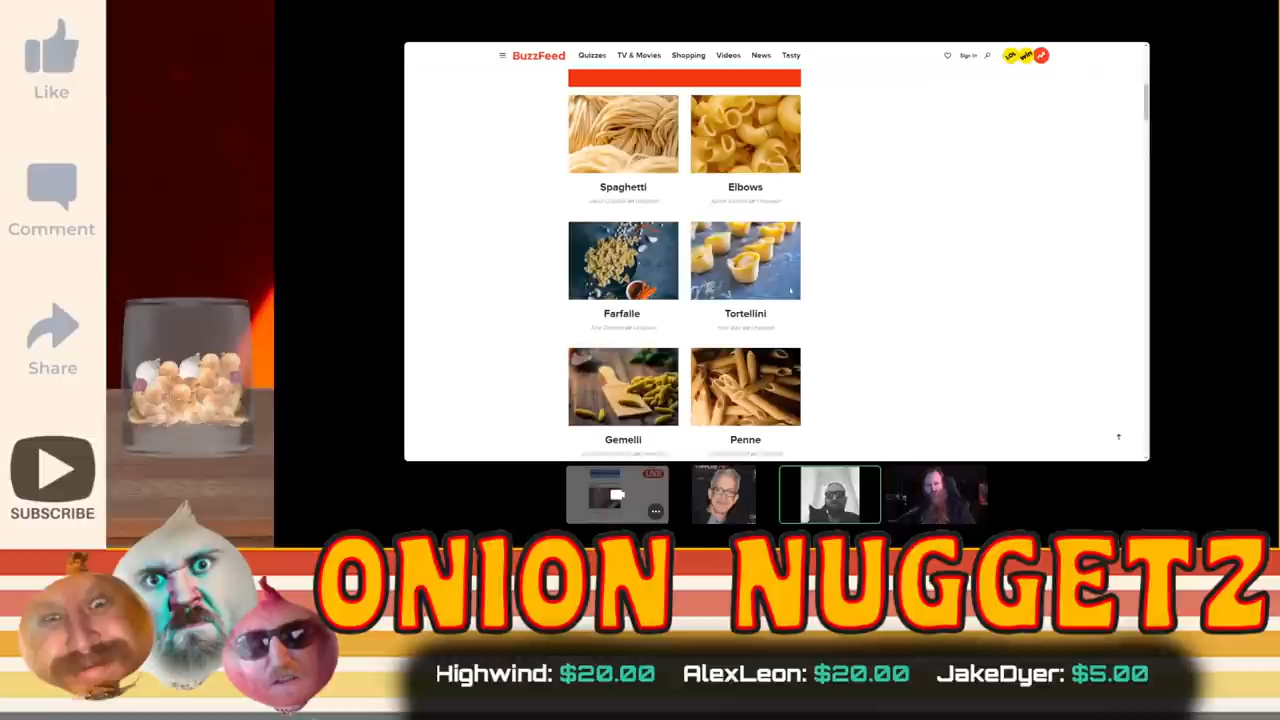 Like
Comment
Share
SUBSCRIBE
BuzzFeed Quizzes TV & Movies Shopping Videos News Tasty Sign In LOL win
Spaghetti Elbows
Farfalle Tortellini
Gemelli Penne
LIVE
ONION NUGGETZ
Highwind: $20.00 AlexLeon: $20.00 JakeDyer: $5.00